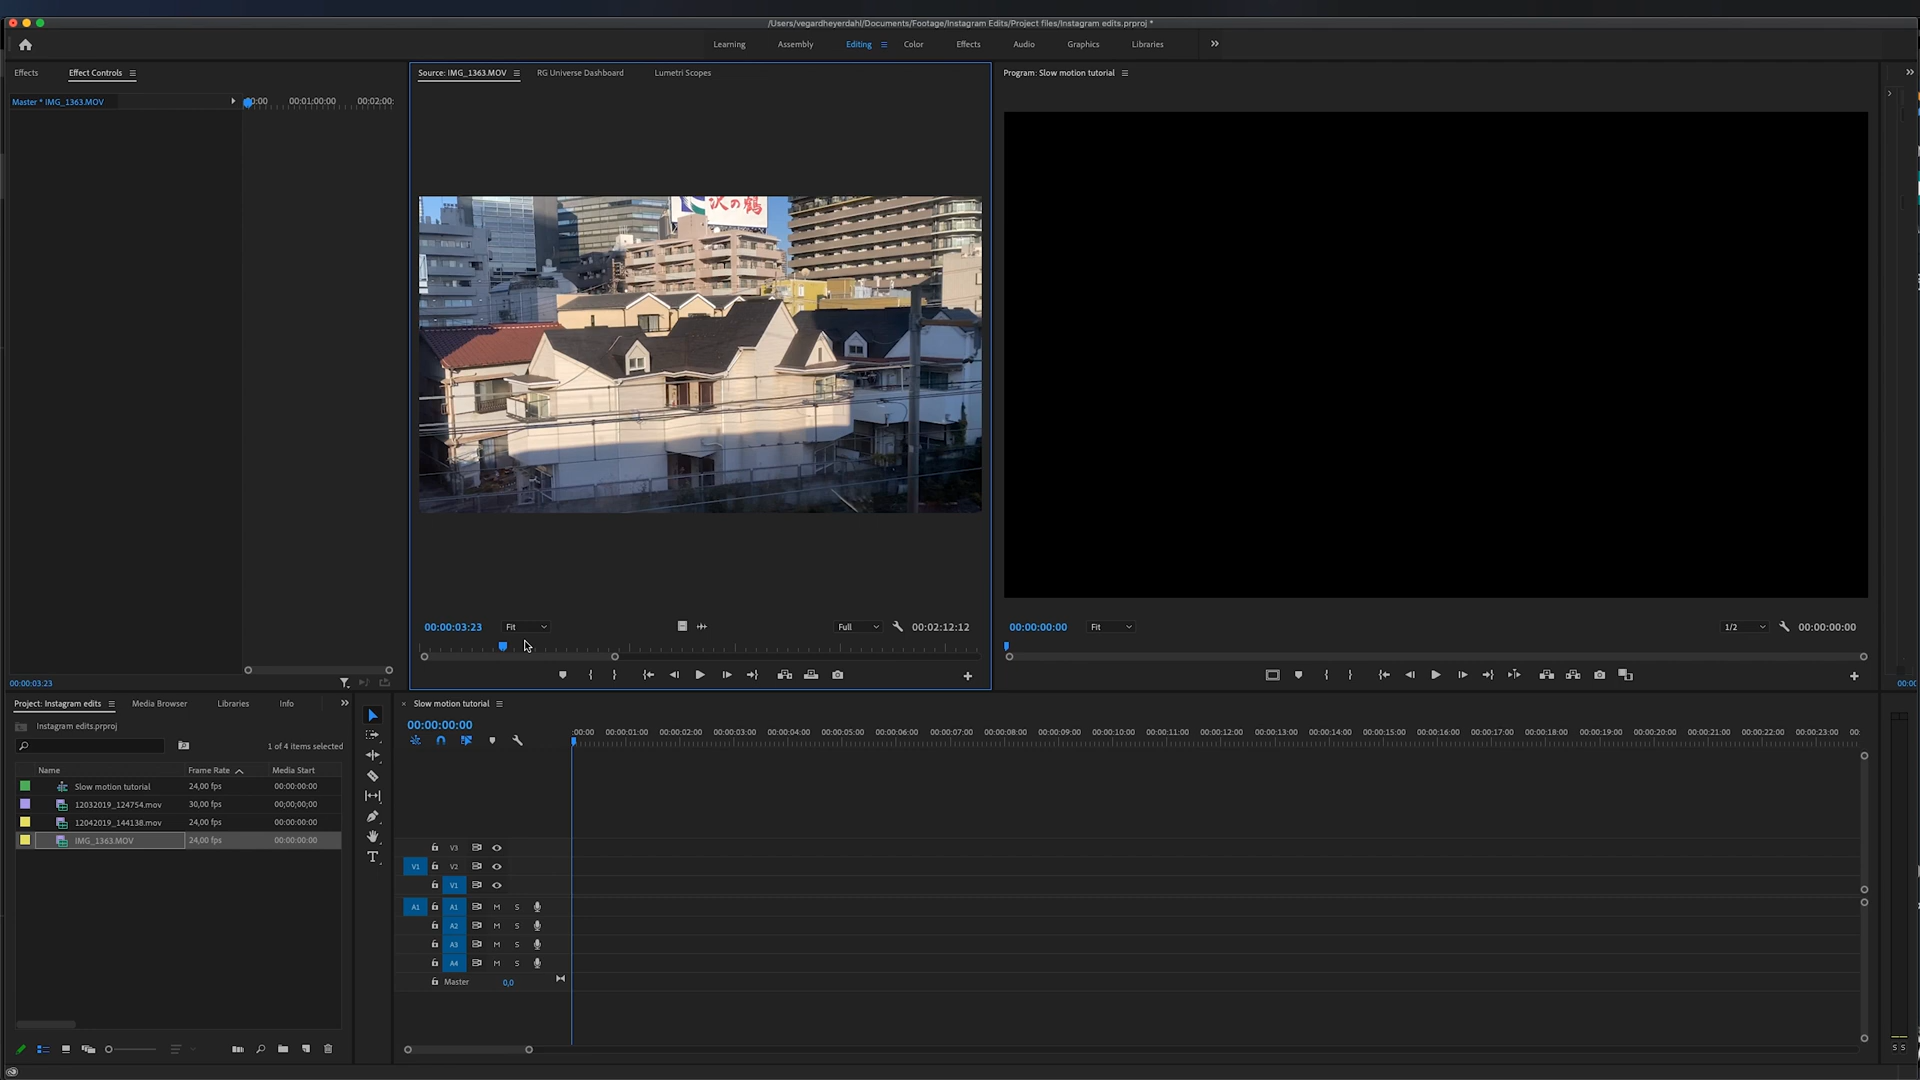 /Users/vegardheyerdahl/Documents/Footage/Instagram Edits/Project files/Instagram edits.prproj *
Learning Assembly Editing Color Effects Audio Graphics Libraries
Effects Effect Controls
Master * IMG_1363.MOV
:00:00 00:01:00:00 00:02:00:
00:00:03:23
Source: IMG_1363.MOV RG Universe Dashboard Lumetri Scopes
沢の鶴
00:00:03:23 Fit Full 00:02:12:12
Program: Slow motion tutorial
00:00:00:00 Fit 1/2 00:00:00:00
00:00
Project: Instagram edits Media Browser Libraries Info
Instagram edits.prproj
1 of 4 items selected
Name Frame Rate Media Start
Slow motion tutorial 24,00 fps 00:00:00:00
12032019_124754.mov 30,00 fps 00;00;00;00
12042019_144138.mov 24,00 fps 00:00:00:00
IMG_1363.MOV 24,00 fps 00:00:00:00
Slow motion tutorial
00:00:00:00
:00:00 00:00:01:00 00:00:02:00 00:00:03:00 00:00:04:00 00:00:05:00 00:00:06:00 00:00:07:00 00:00:08:00 00:00:09:00 00:00:10:00 00:00:11:00 00:00:12:00 00:00:13:00 00:00:14:00 00:00:15:00 00:00:16:00 00:00:17:00 00:00:18:00 00:00:19:00 00:00:20:00 00:00:21:00 00:00:22:00 00:00:23:00 00:
V3
V1 V2
V1
A1 A1 M S
A2 M S
A3 M S
A4 M S
Master 0,0
S S